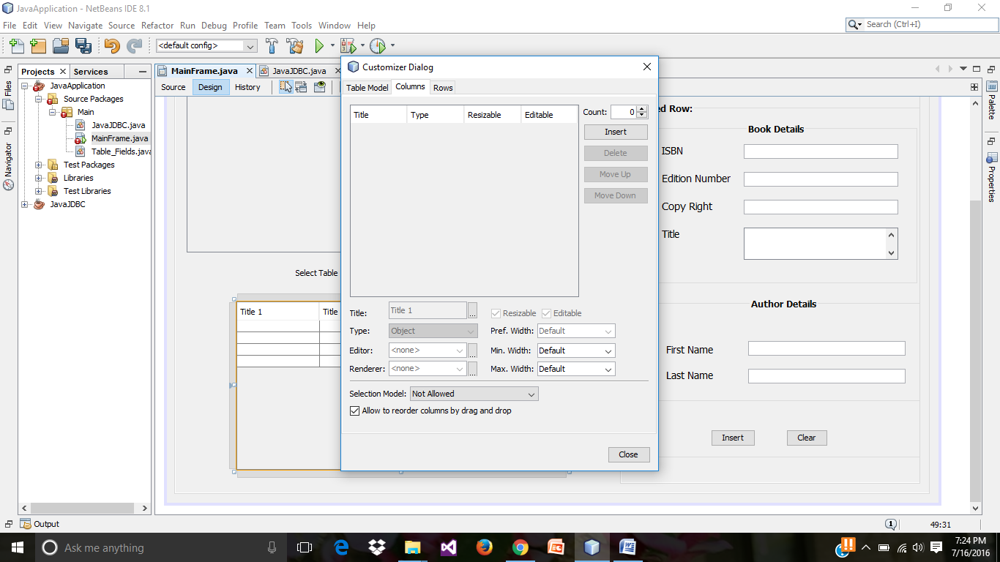 JavaApplication - NetBeans IDE 8.1
File Edit View Navigate Source Refactor Run Debug Profile Team Tools Window Help
Search (Ctrl+I)
<default config>
Projects
Services
MainFrame.java
JavaJDBC.java
Source Design History
Files
Navigator
JavaApplication
Source Packages
Main
JavaJDBC.java
MainFrame.java
Table_Fields.java
Test Packages
Libraries
Test Libraries
JavaJDBC
Select Table
Title 1
Title
Customizer Dialog
Table Model Columns Rows
Title Type Resizable Editable
Count: 0
Insert
Delete
Move Up
Move Down
Title: Title 1 ... Resizable Editable
Type: Object Pref. Width: Default
Editor: <none> ... Min. Width: Default
Renderer: <none> ... Max. Width: Default
Selection Model: Not Allowed
Allow to reorder columns by drag and drop
Close
ed Row:
Book Details
ISBN
Edition Number
Copy Right
Title
Author Details
First Name
Last Name
Insert Clear
Palette
Properties
Output
1
49:31
Ask me anything
7:24 PM
7/16/2016